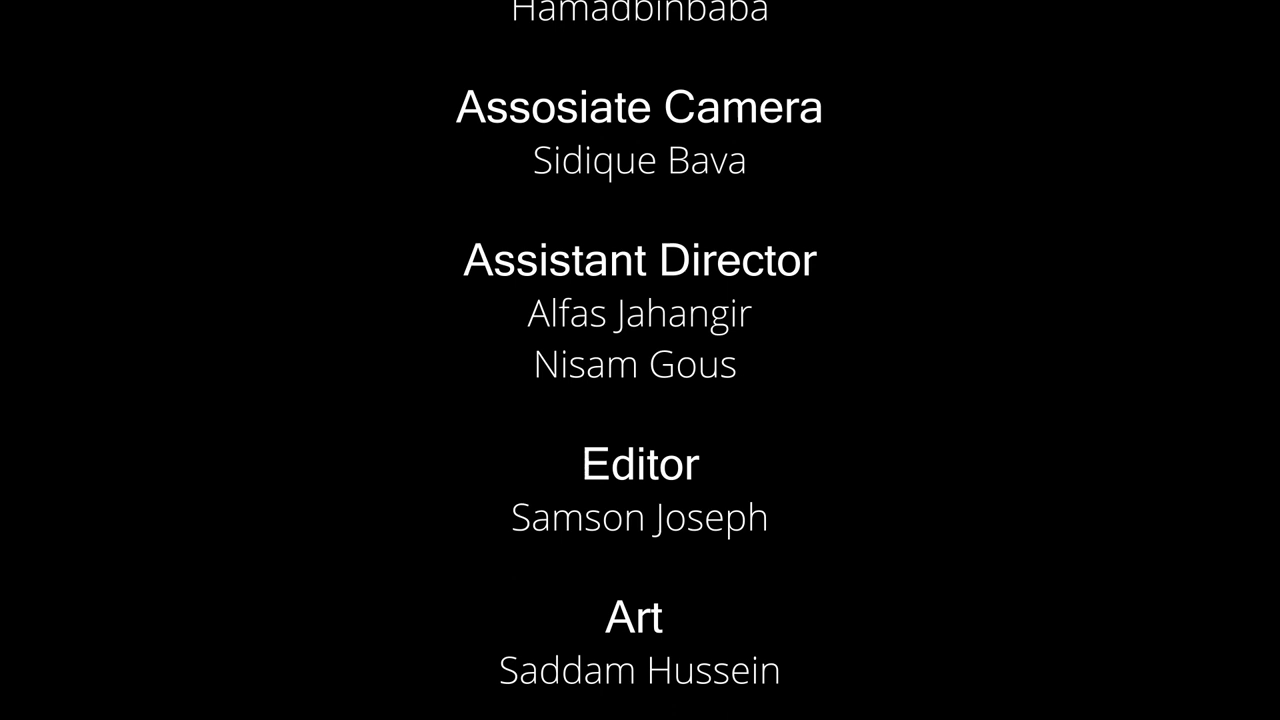 Hamadbinbaba
Assosiate Camera
Sidique Bava
Assistant Director
Alfas Jahangir
Nisam Gous
Editor
Samson Joseph
Art
Saddam Hussein